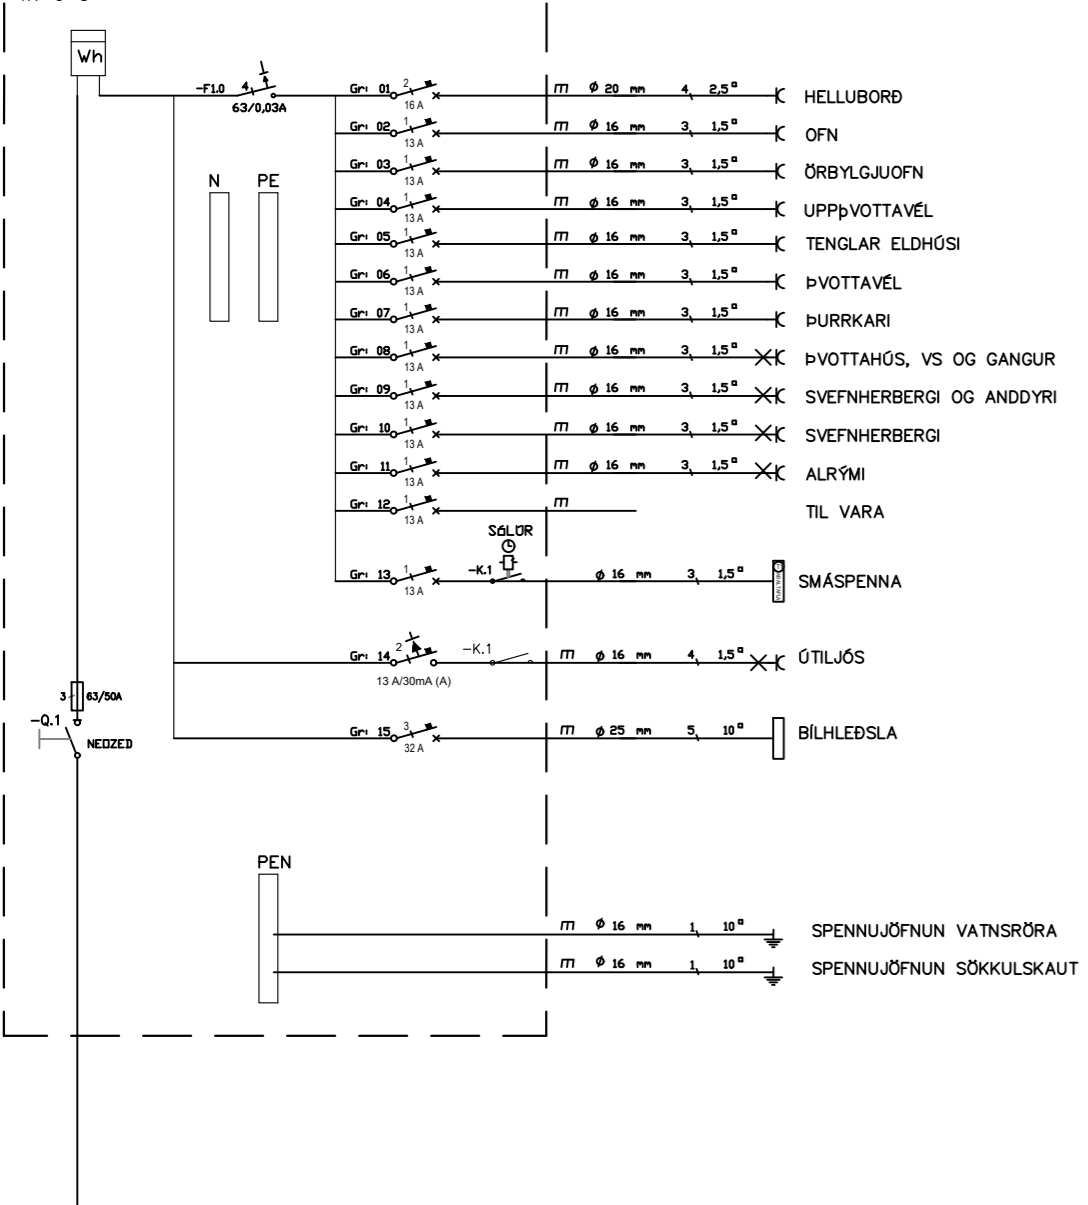 Wh
-F1.0 4 63/0,03A
N PE
Gr: 01 2 16 A m ø 20 mm 4 2,5 HELLUBORÐ
Gr: 02 1 13 A m ø 16 mm 3 1,5 OFN
Gr: 03 1 13 A m ø 16 mm 3 1,5 ÖRBYLGJUOFN
Gr: 04 1 13 A m ø 16 mm 3 1,5 UPPÞVOTTAVÉL
Gr: 05 1 13 A m ø 16 mm 3 1,5 TENGLAR ELDHÚSI
Gr: 06 1 13 A m ø 16 mm 3 1,5 ÞVOTTAVÉL
Gr: 07 1 13 A m ø 16 mm 3 1,5 ÞURRKARI
Gr: 08 1 13 A m ø 16 mm 3 1,5 ÞVOTTAHÚS, VS OG GANGUR
Gr: 09 1 13 A m ø 16 mm 3 1,5 SVEFNHERBERGI OG ANDDYRI
Gr: 10 1 13 A m ø 16 mm 3 1,5 SVEFNHERBERGI
Gr: 11 1 13 A m ø 16 mm 3 1,5 ALRÝMI
Gr: 12 1 13 A m TIL VARA
SÓLÚR
Gr: 13 1 13 A -K.1 ø 16 mm 3 1,5 SMÁSPENNA
Gr: 14 2 13 A/30mA (A) -K.1 m ø 16 mm 4 1,5 ÚTILJÓS
3 63/50A
-Q.1 NEOZED
Gr: 15 3 32 A m ø 25 mm 5 10 BÍLHLEÐSLA
PEN
m ø 16 mm 1 10 SPENNUJÖFNUN VATNSRÖRA
m ø 16 mm 1 10 SPENNUJÖFNUN SÖKKULSKAUT